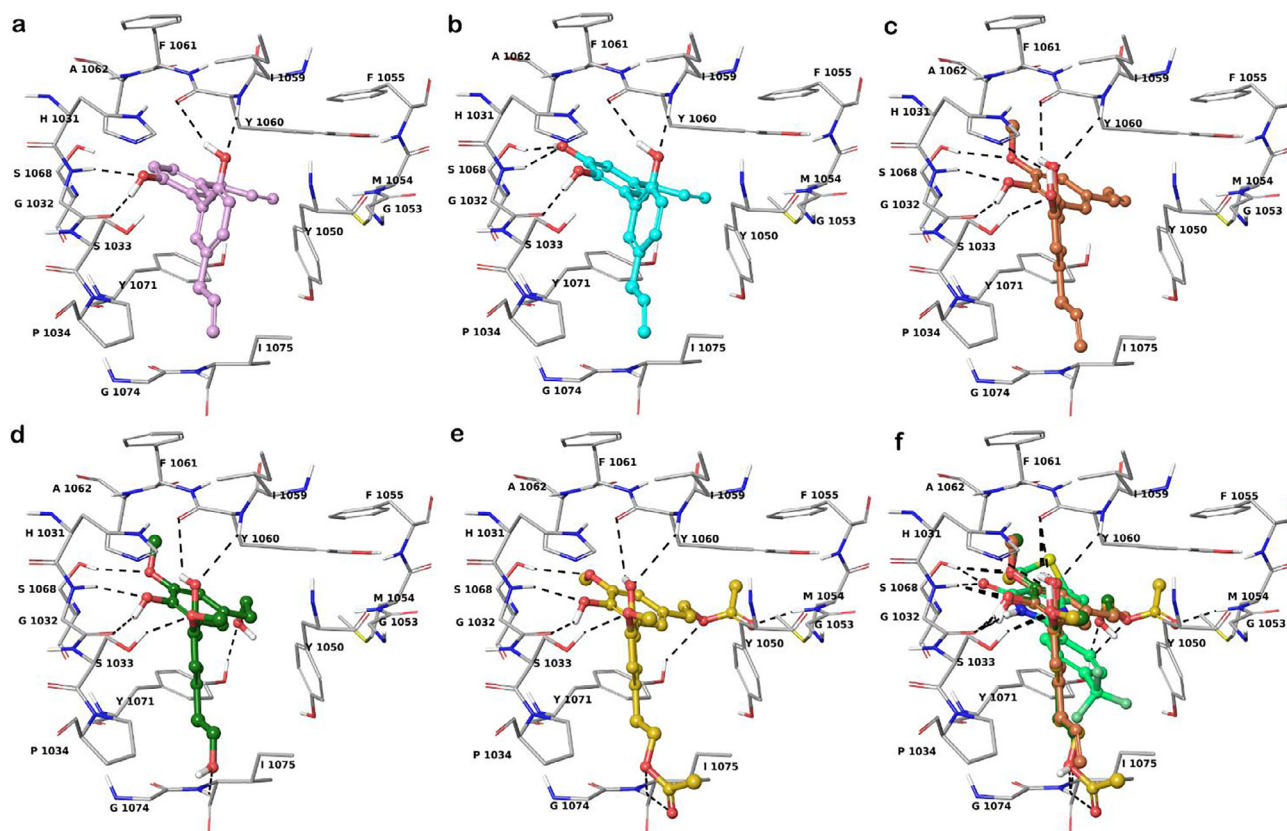 a
F 1061
A 1062
I 1059
F 1055
H 1031
Y 1060
S 1068
G 1032
M 1054
G 1053
Y 1050
S 1033
Y 1071
P 1034
I 1075
G 1074
b
F 1061
A 1062
I 1059
F 1055
H 1031
Y 1060
S 1068
G 1032
M 1054
G 1053
Y 1050
S 1033
Y 1071
P 1034
I 1075
G 1074
c
F 1061
A 1062
I 1059
F 1055
H 1031
Y 1060
S 1068
G 1032
M 1054
G 1053
Y 1050
S 1033
Y 1071
P 1034
I 1075
G 1074
d
F 1061
A 1062
I 1059
F 1055
H 1031
Y 1060
S 1068
G 1032
M 1054
G 1053
Y 1050
S 1033
Y 1071
P 1034
I 1075
G 1074
e
F 1061
A 1062
I 1059
F 1055
H 1031
Y 1060
S 1068
G 1032
M 1054
G 1053
Y 1050
S 1033
Y 1071
P 1034
I 1075
G 1074
f
F 1061
A 1062
I 1059
F 1055
H 1031
Y 1060
S 1068
G 1032
M 1054
G 1053
Y 1050
S 1033
Y 1071
P 1034
I 1075
G 1074